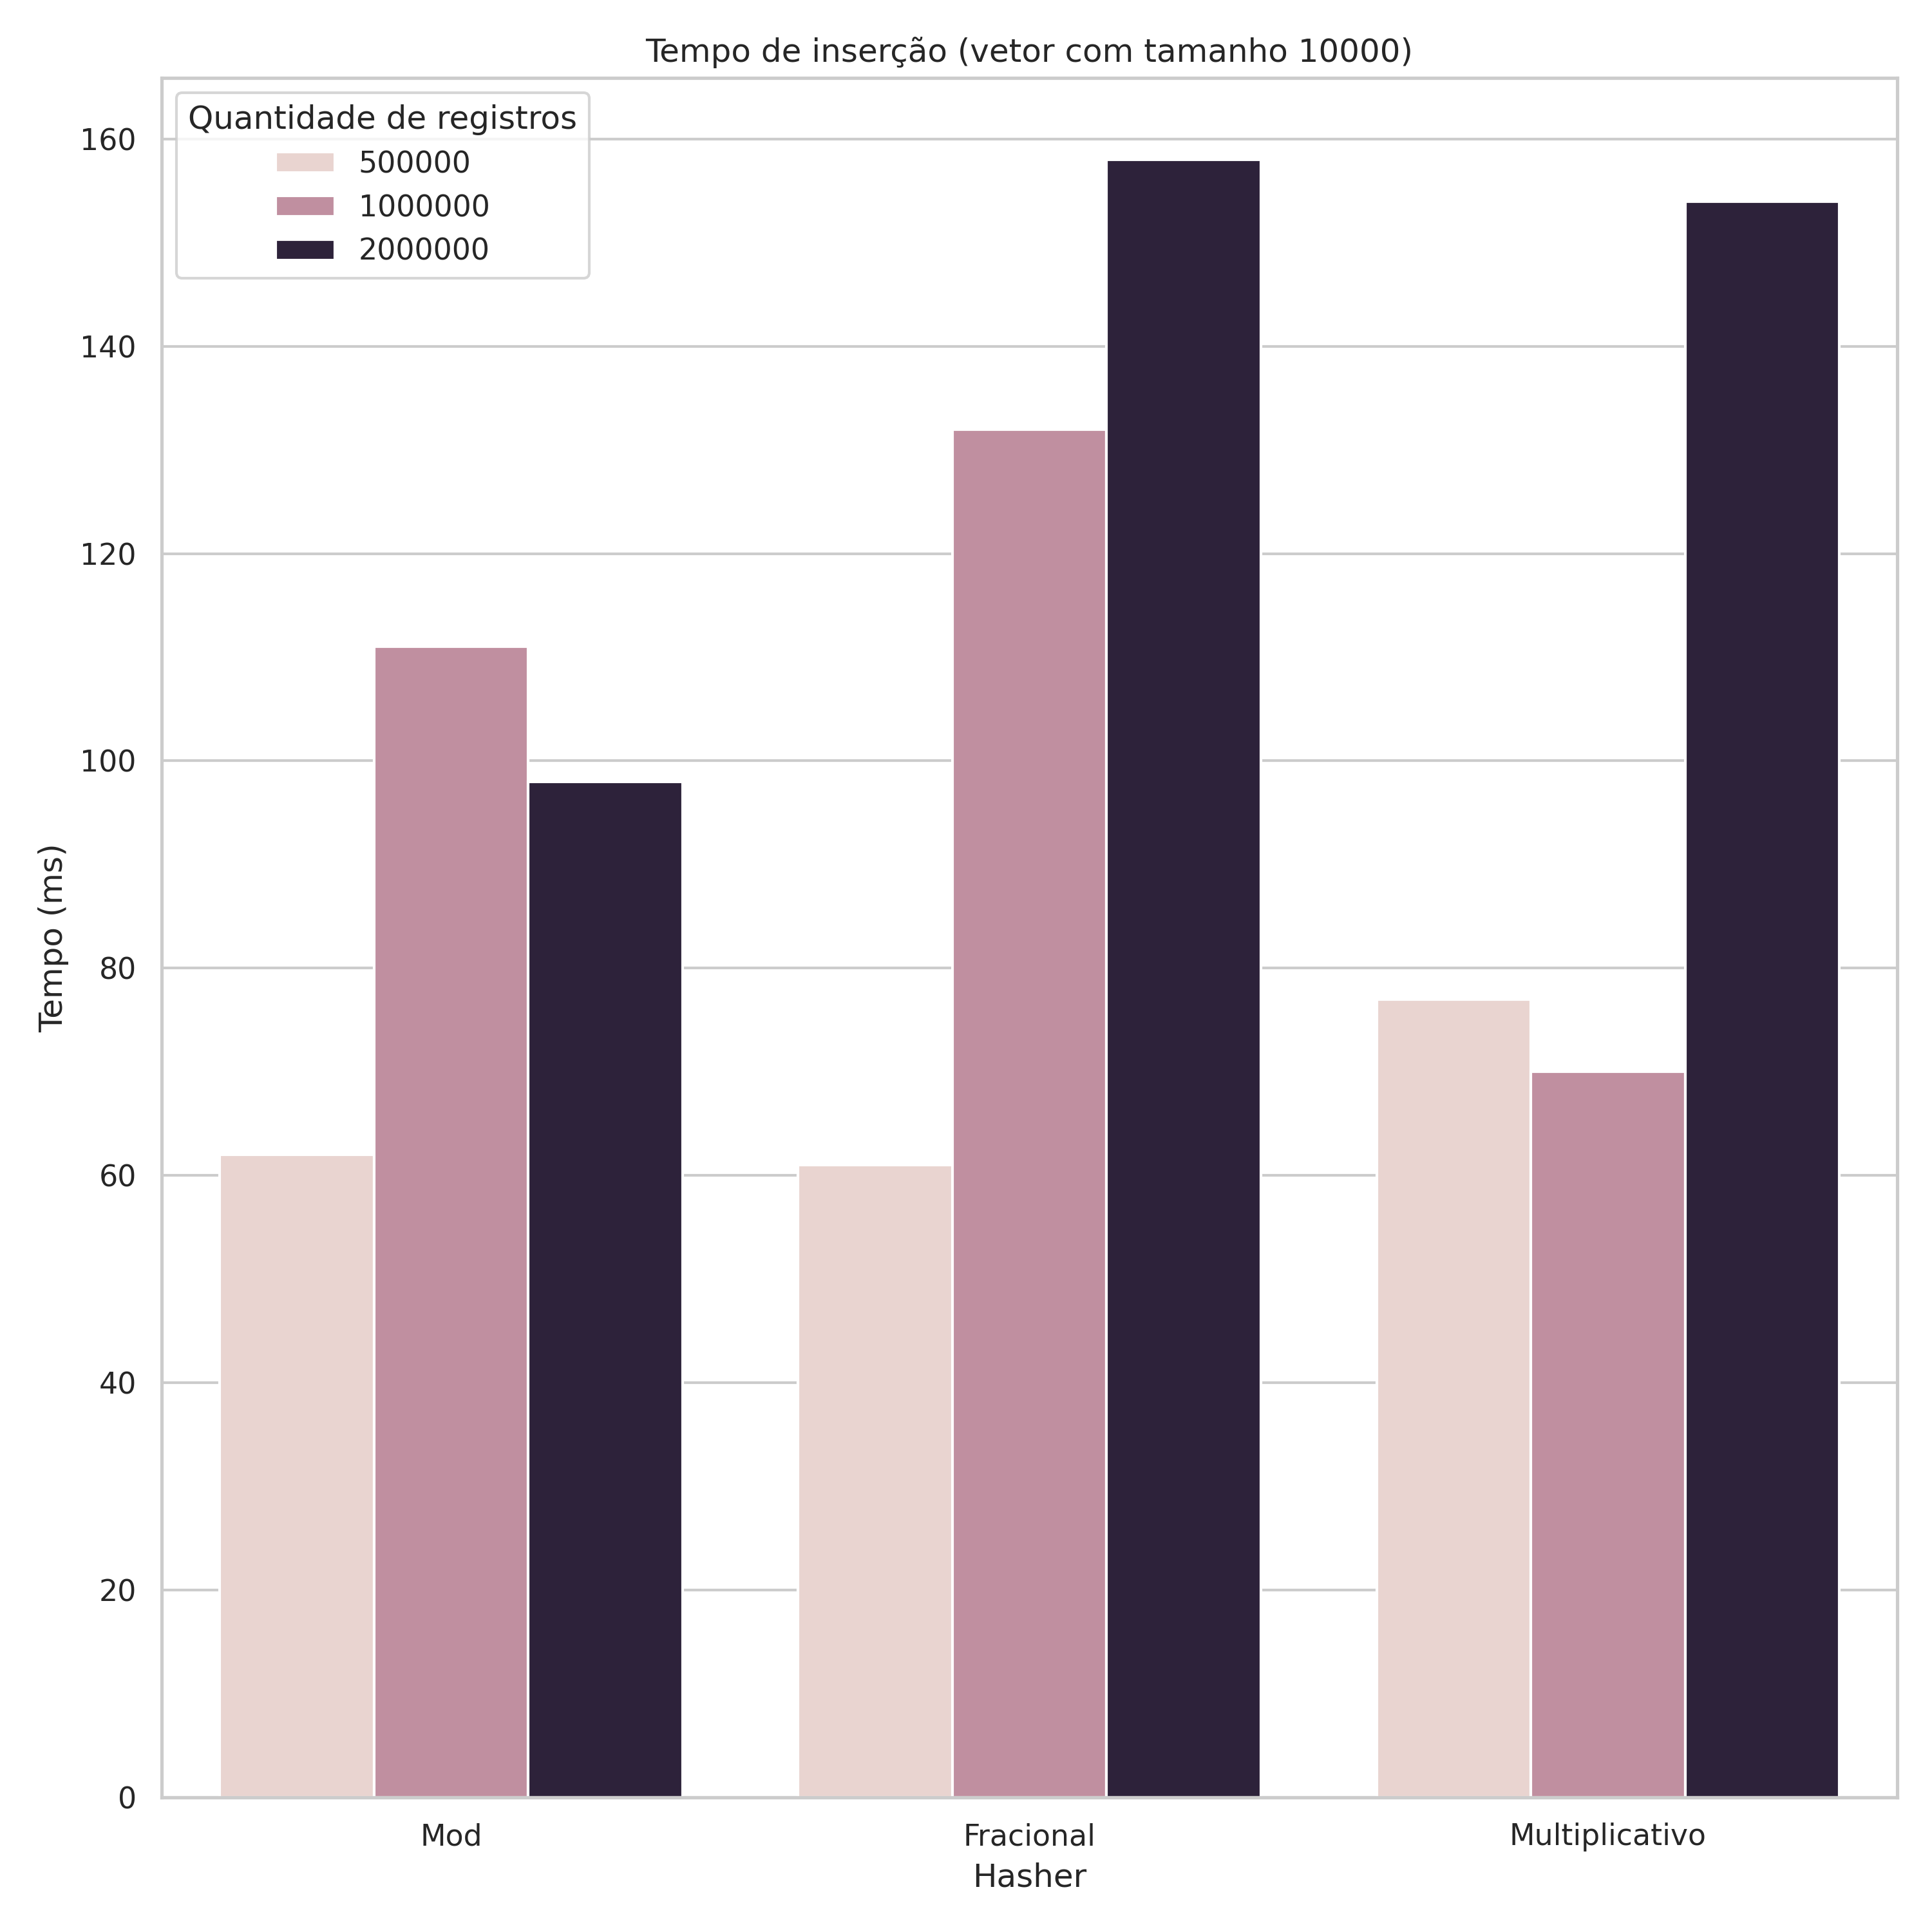 Tempo de inserção (vetor com tamanho 10000)
Quantidade de registros
500000
1000000
2000000
160
140
120
100
80
60
40
20
0
Tempo (ms)
Mod
Fracional
Multiplicativo
Hasher